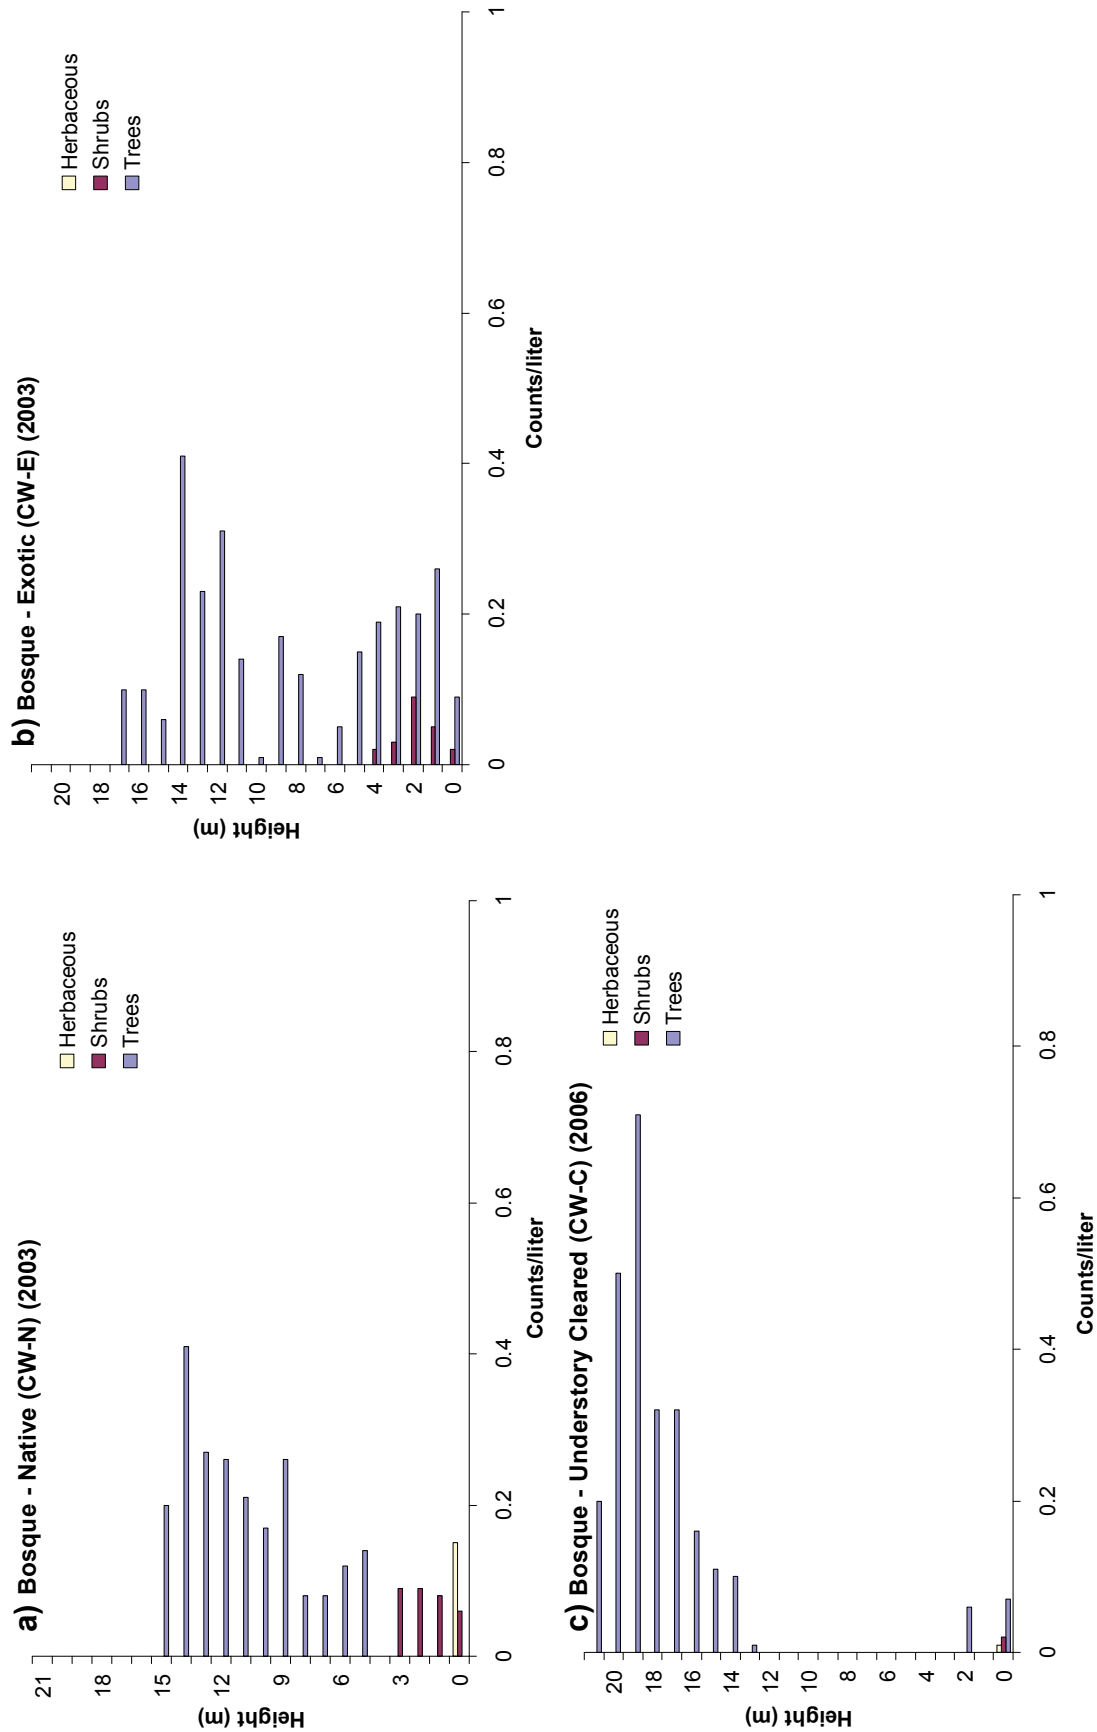 a) Bosque - Native (CW-N) (2003)
21
18
15
12
9
6
3
0
Height (m)
0
0.2
0.4
0.6
0.8
1
Counts/liter
Herbaceous
Shrubs
Trees
b) Bosque - Exotic (CW-E) (2003)
20
18
16
14
12
10
8
6
4
2
0
Height (m)
0
0.2
0.4
0.6
0.8
1
Counts/liter
Herbaceous
Shrubs
Trees
c) Bosque - Understory Cleared (CW-C) (2006)
20
18
16
14
12
10
8
6
4
2
0
Height (m)
0
0.2
0.4
0.6
0.8
1
Counts/liter
Herbaceous
Shrubs
Trees